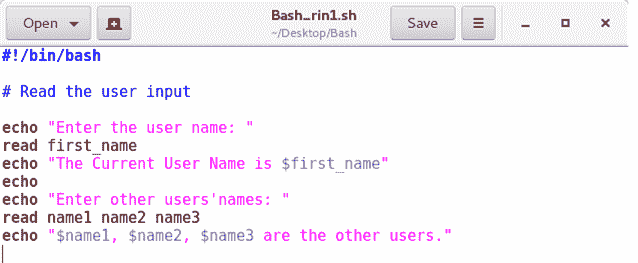 Open
Bash_rin1.sh
~/Desktop/Bash
Save
#!/bin/bash
# Read the user input
echo "Enter the user name: "
read first_name
echo "The Current User Name is $first_name"
echo
echo "Enter other users'names: "
read name1 name2 name3
echo "$name1, $name2, $name3 are the other users."